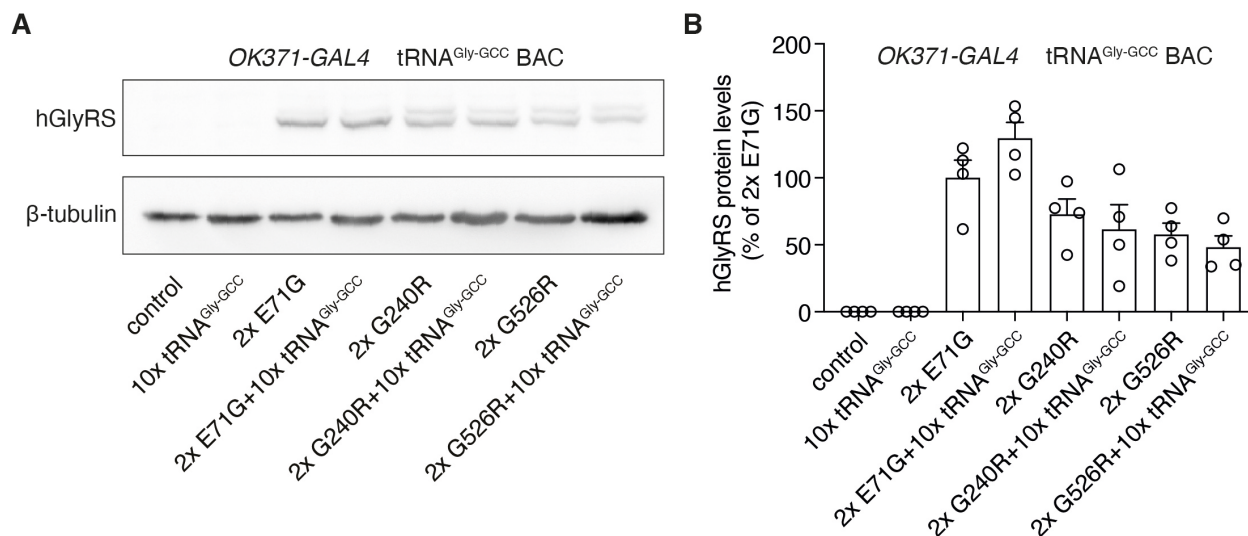 A
OK371-GAL4 tRNAGly-GCC BAC
hGlyRS
β-tubulin
control
10x tRNAGly-GCC
2x E71G
2x E71G+10x tRNAGly-GCC
2x G240R
2x G240R+10x tRNAGly-GCC
2x G526R
2x G526R+10x tRNAGly-GCC
B
OK371-GAL4 tRNAGly-GCC BAC
hGlyRS protein levels
(% of 2x E71G)
200
150
100
50
0
control
10x tRNAGly-GCC
2x E71G
2x E71G+10x tRNAGly-GCC
2x G240R
2x G240R+10x tRNAGly-GCC
2x G526R
2x G526R+10x tRNAGly-GCC